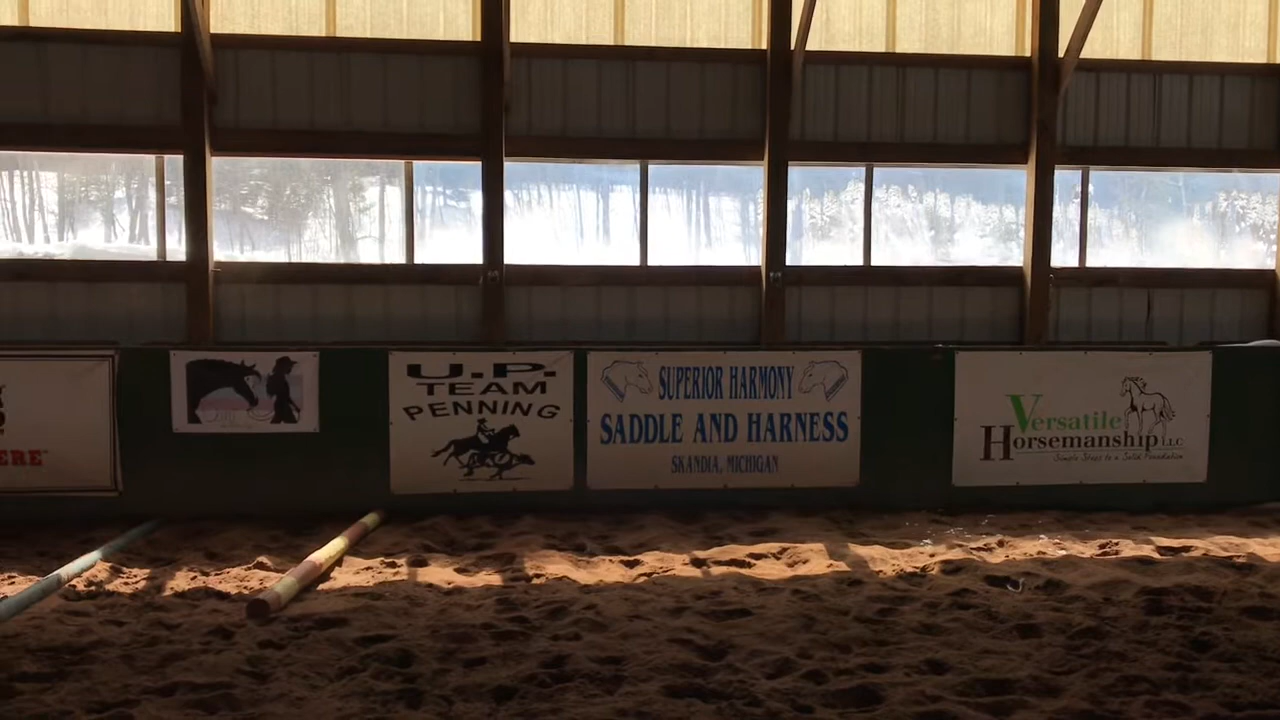 ERE
U.P.
TEAM
PENNING
SUPERIOR HARMONY
SADDLE AND HARNESS
SKANDIA, MICHIGAN
Versatile
Horsemanship LLC
Simple Steps to a Solid Foundation